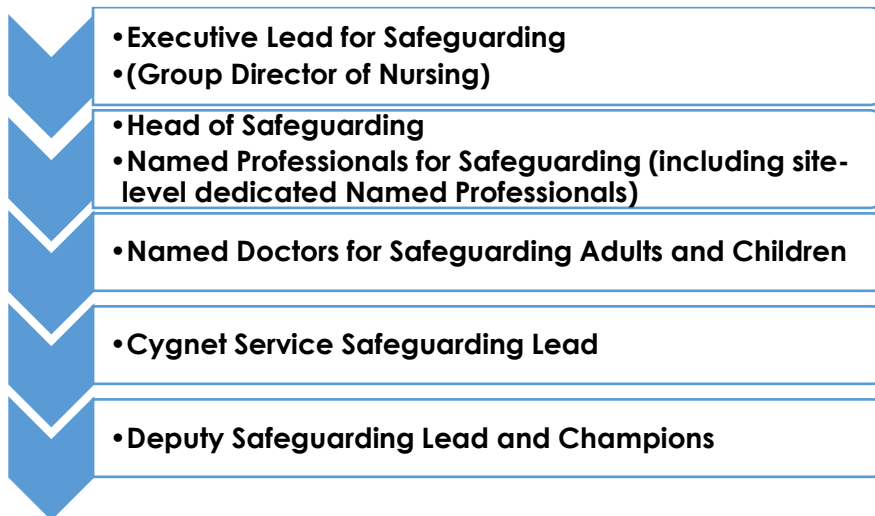 •Executive Lead for Safeguarding
•(Group Director of Nursing)
•Head of Safeguarding
•Named Professionals for Safeguarding (including site-
level dedicated Named Professionals)
•Named Doctors for Safeguarding Adults and Children
•Cygnet Service Safeguarding Lead
•Deputy Safeguarding Lead and Champions